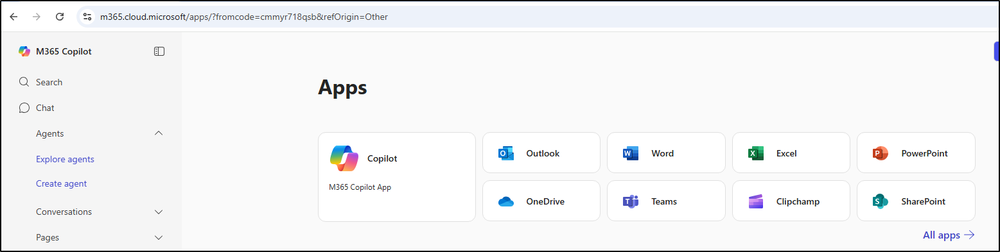 m365.cloud.microsoft/apps/?fromcode=cmmyr718qsb&refOrigin=Other
M365 Copilot
Search
Chat
Agents
Explore agents
Create agent
Conversations
Pages
Apps
Copilot
M365 Copilot App
Outlook
Word
Excel
PowerPoint
OneDrive
Teams
Clipchamp
SharePoint
All apps